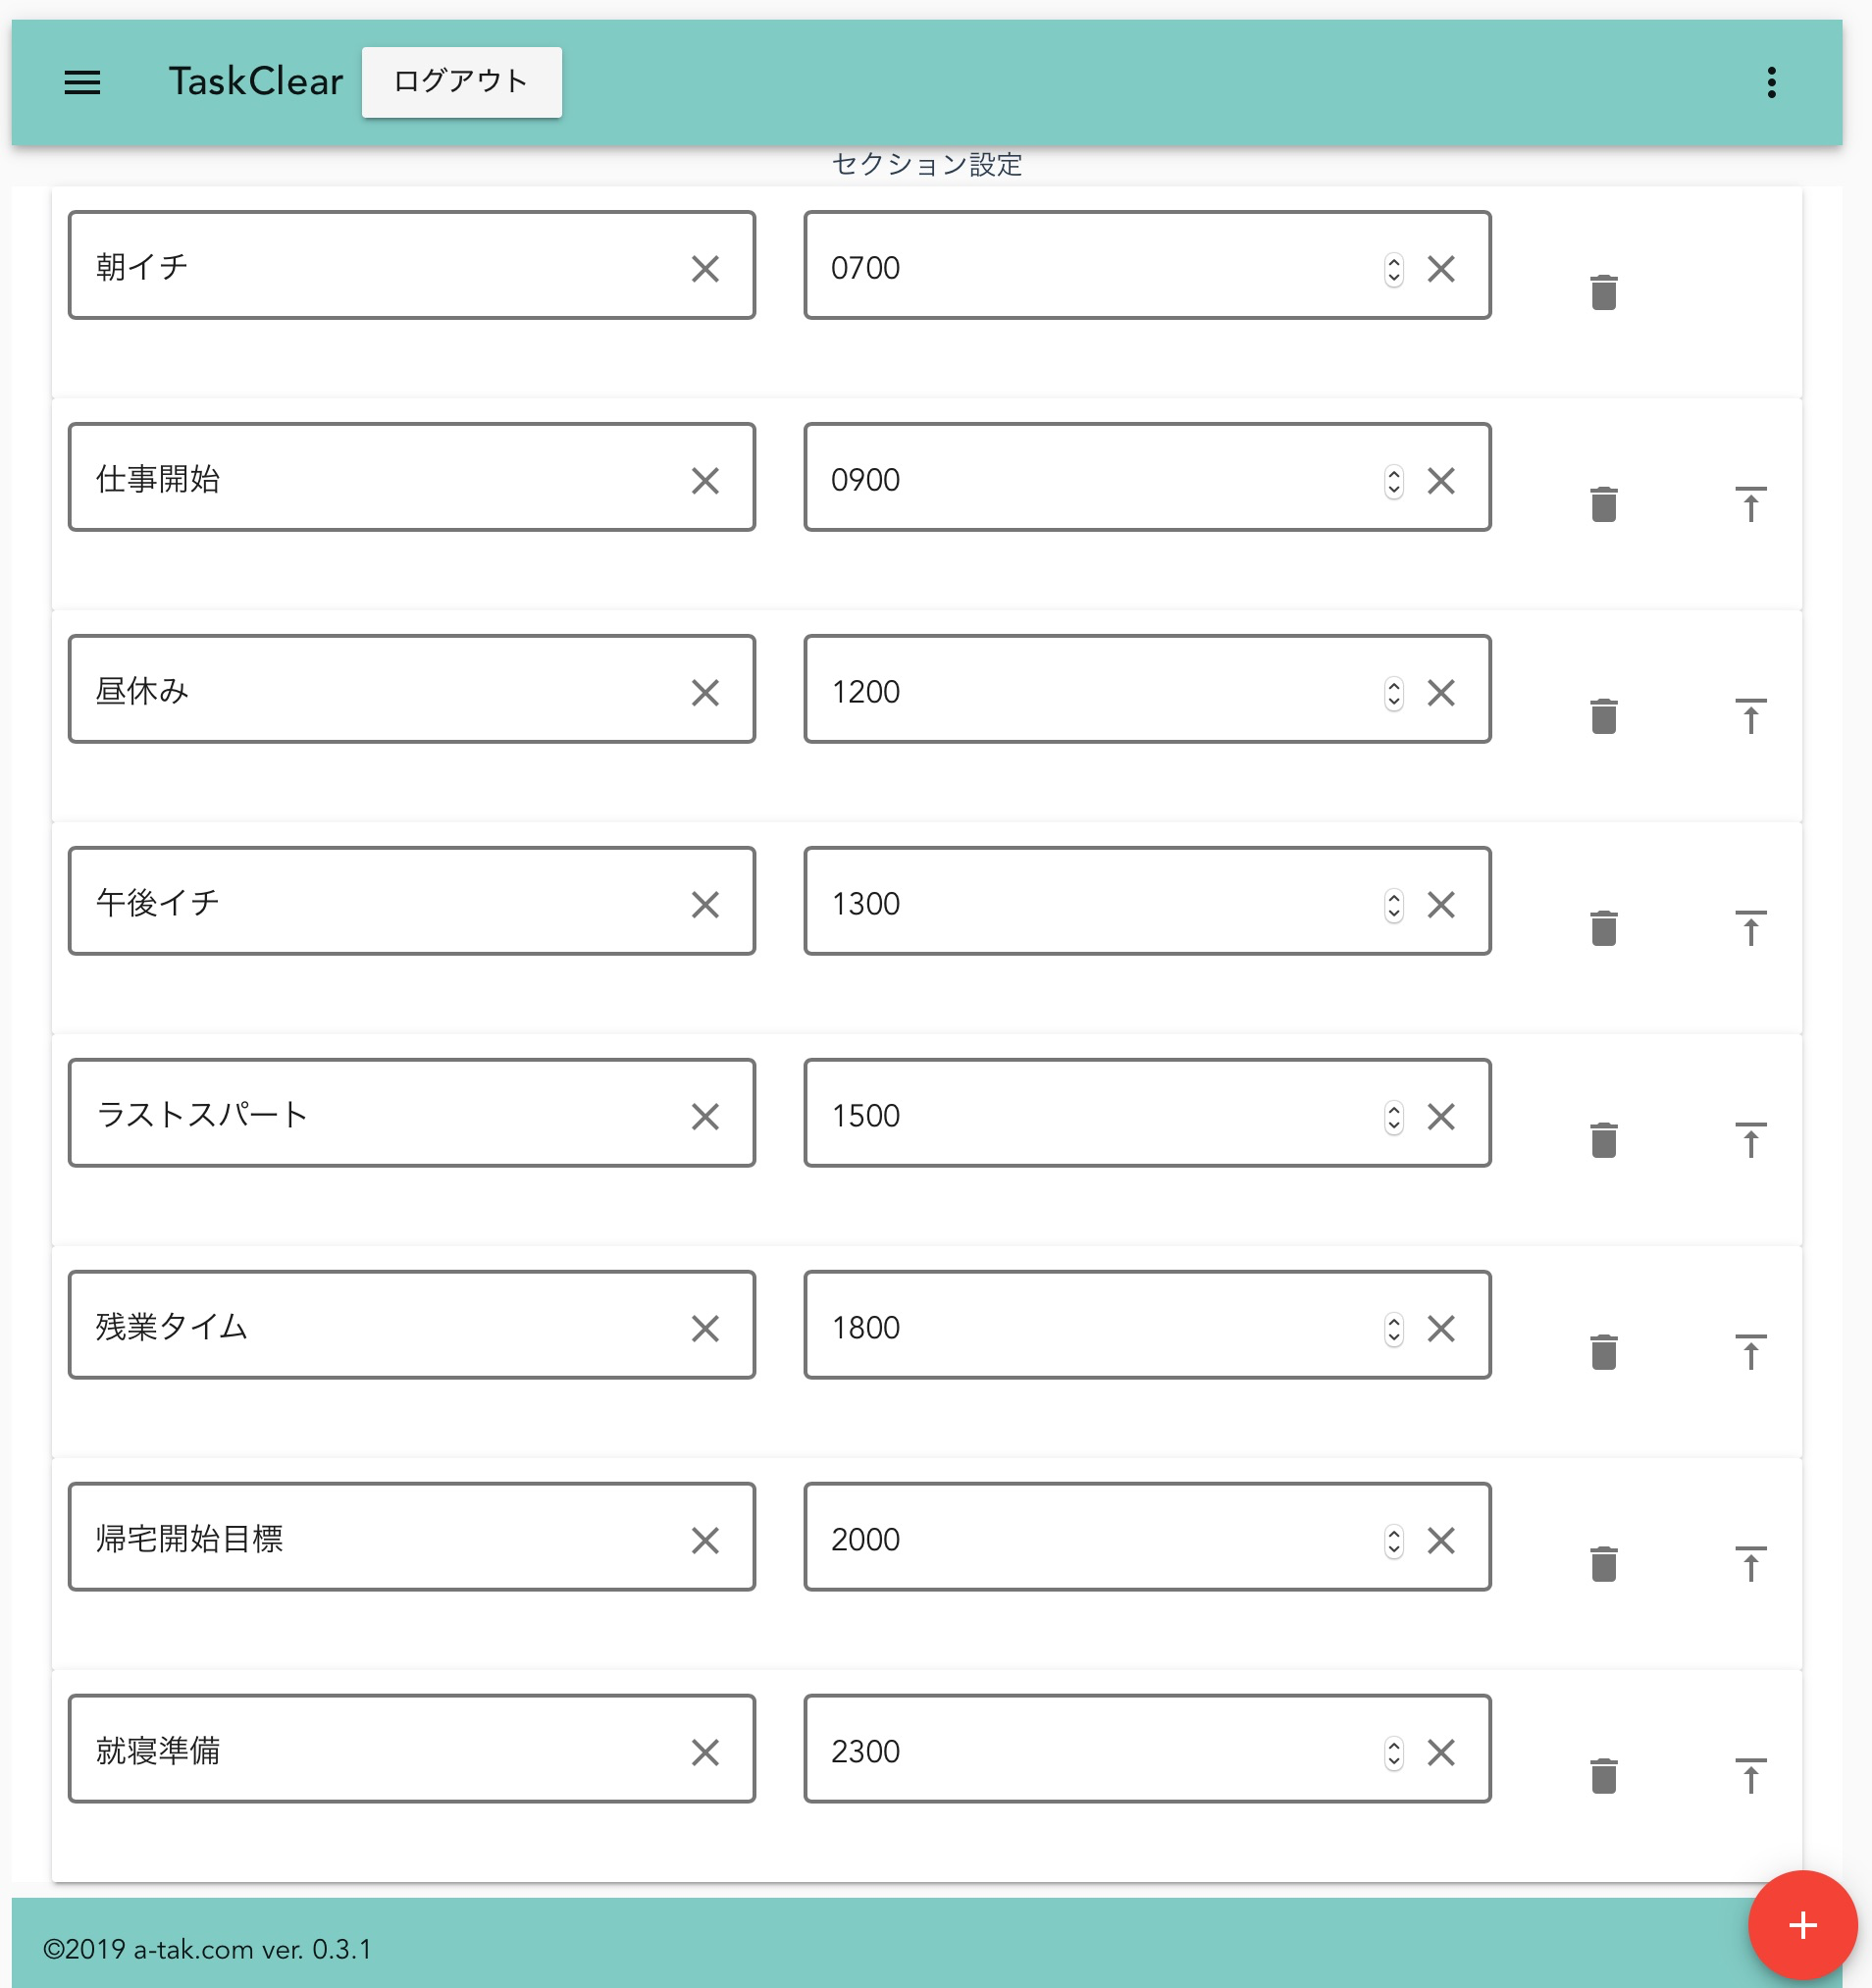 TaskClear ログアウト
セクション設定
朝イチ 0700
仕事開始 0900
昼休み 1200
午後イチ 1300
ラストスパート 1500
残業タイム 1800
帰宅開始目標 2000
就寝準備 2300
©2019 a-tak.com ver. 0.3.1